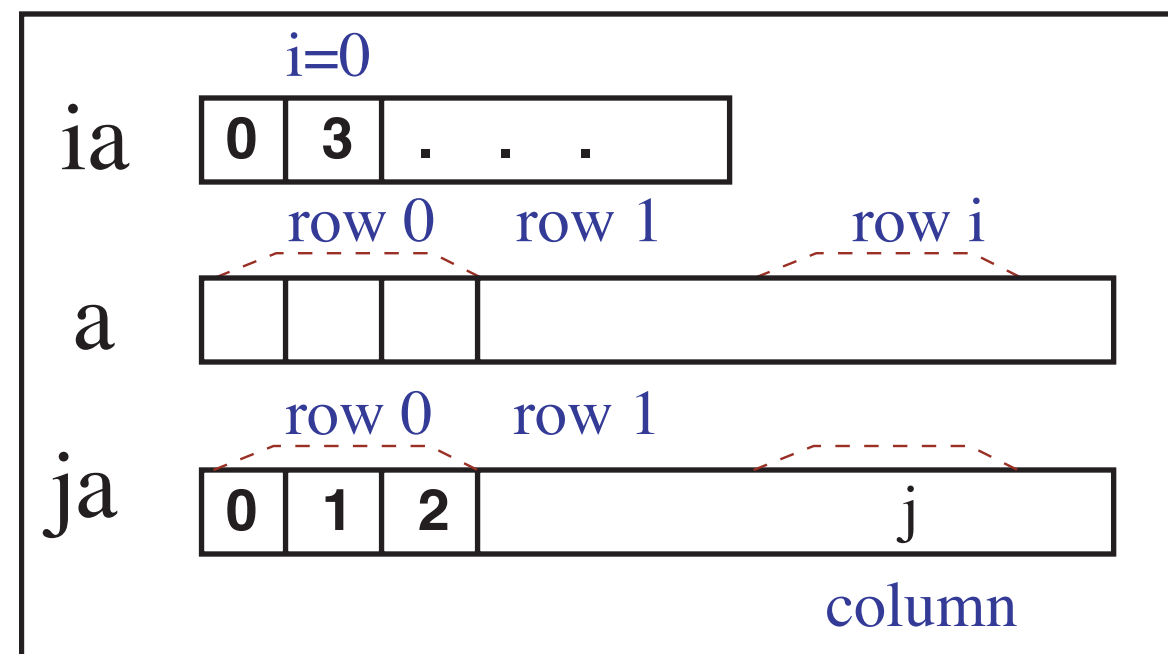 i=0
ia 0 3 . . .
row 0 row 1 row i
a
row 0 row 1
ja 0 1 2 j
column